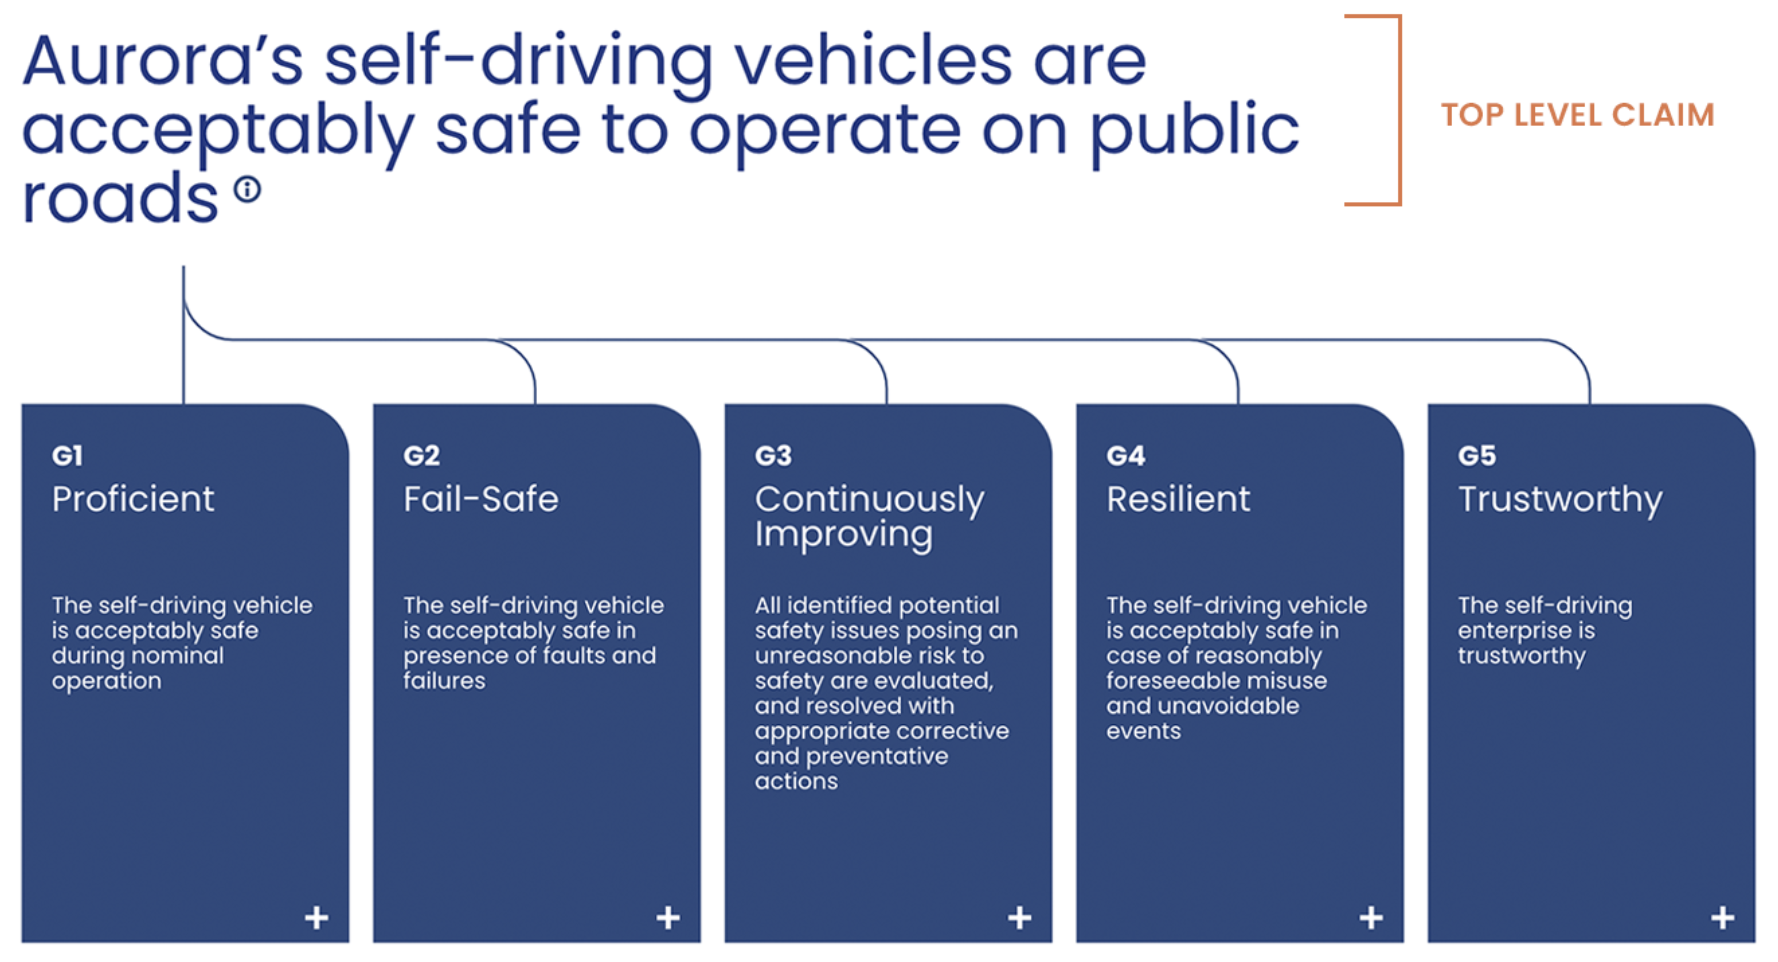 Aurora’s self-driving vehicles are
acceptably safe to operate on public
roads
TOP LEVEL CLAIM
G1
Proficient
The self-driving vehicle
is acceptably safe
during nominal
operation
+
G2
Fail-Safe
The self-driving vehicle
is acceptably safe in
presence of faults and
failures
+
G3
Continuously
Improving
All identified potential
safety issues posing an
unreasonable risk to
safety are evaluated,
and resolved with
appropriate corrective
and preventative
actions
+
G4
Resilient
The self-driving vehicle
is acceptably safe in
case of reasonably
foreseeable misuse
and unavoidable
events
+
G5
Trustworthy
The self-driving
enterprise is
trustworthy
+